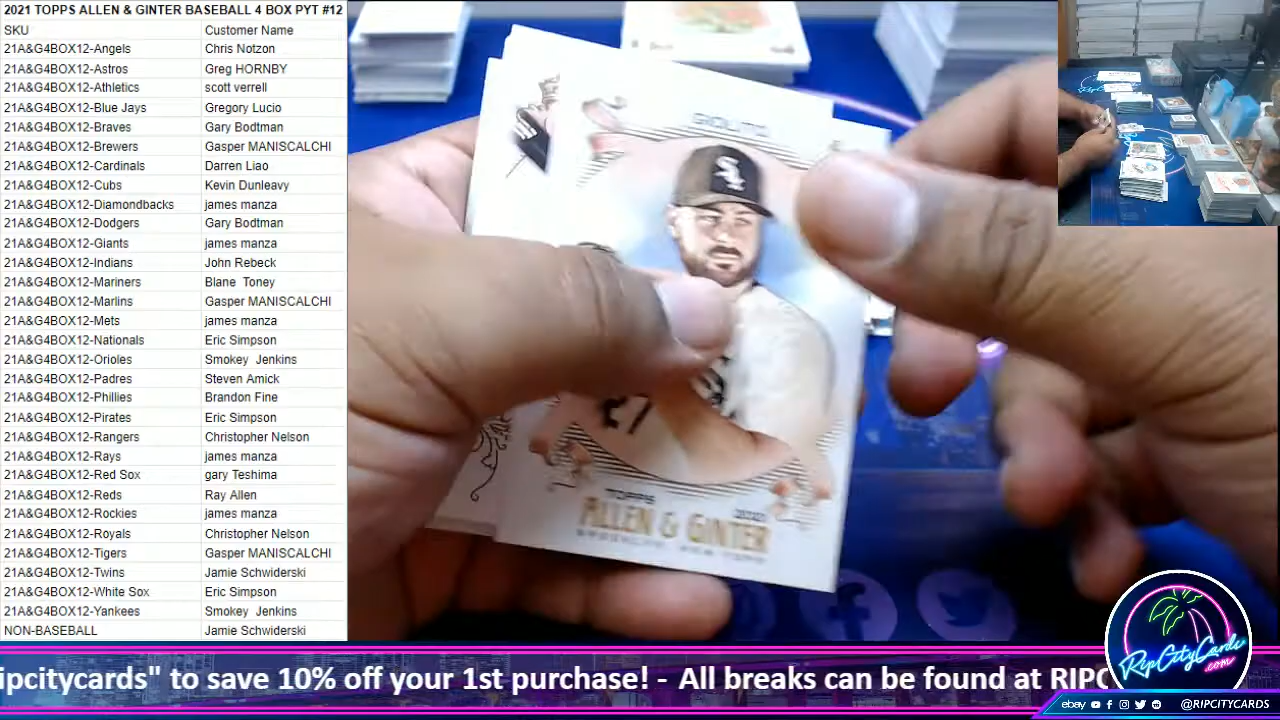 2021 TOPPS ALLEN & GINTER BASEBALL 4 BOX PYT #12
SKU Customer Name
21A&G4BOX12-Angels Chris Notzon
21A&G4BOX12-Astros Greg HORNBY
21A&G4BOX12-Athletics scott verrell
21A&G4BOX12-Blue Jays Gregory Lucio
21A&G4BOX12-Braves Gary Bodtman
21A&G4BOX12-Brewers Gasper MANISCALCHI
21A&G4BOX12-Cardinals Darren Liao
21A&G4BOX12-Cubs Kevin Dunleavy
21A&G4BOX12-Diamondbacks james manza
21A&G4BOX12-Dodgers Gary Bodtman
21A&G4BOX12-Giants james manza
21A&G4BOX12-Indians John Rebeck
21A&G4BOX12-Mariners Blane Toney
21A&G4BOX12-Marlins Gasper MANISCALCHI
21A&G4BOX12-Mets james manza
21A&G4BOX12-Nationals Eric Simpson
21A&G4BOX12-Orioles Smokey Jenkins
21A&G4BOX12-Padres Steven Amick
21A&G4BOX12-Phillies Brandon Fine
21A&G4BOX12-Pirates Eric Simpson
21A&G4BOX12-Rangers Christopher Nelson
21A&G4BOX12-Rays james manza
21A&G4BOX12-Red Sox gary Teshima
21A&G4BOX12-Reds Ray Allen
21A&G4BOX12-Rockies james manza
21A&G4BOX12-Royals Christopher Nelson
21A&G4BOX12-Tigers Gasper MANISCALCHI
21A&G4BOX12-Twins Jamie Schwiderski
21A&G4BOX12-White Sox Eric Simpson
21A&G4BOX12-Yankees Smokey Jenkins
NON-BASEBALL Jamie Schwiderski
GIOLITO
SOX
27
TOPPS 2021
ALLEN & GINTER
ipcitycards" to save 10% off your 1st purchase! - All breaks can be found at RIPC
RipCityCards
.com
ebay @RIPCITYCARDS